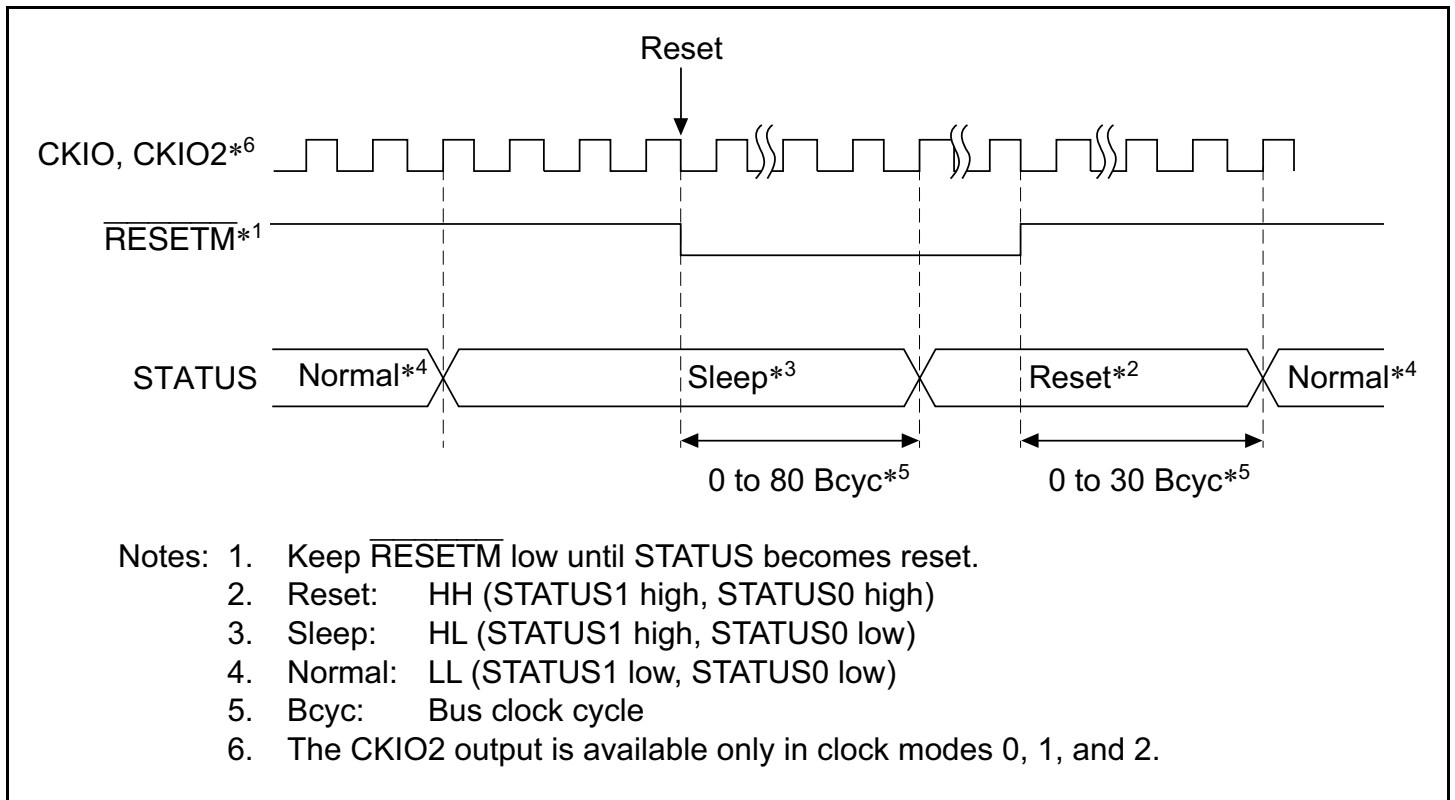 Reset
CKIO, CKIO2*6
RESETM*1
STATUS Normal*4 Sleep*3 Reset*2 Normal*4
0 to 80 Bcyc*5 0 to 30 Bcyc*5
Notes: 1. Keep RESETM low until STATUS becomes reset.
2. Reset: HH (STATUS1 high, STATUS0 high)
3. Sleep: HL (STATUS1 high, STATUS0 low)
4. Normal: LL (STATUS1 low, STATUS0 low)
5. Bcyc: Bus clock cycle
6. The CKIO2 output is available only in clock modes 0, 1, and 2.